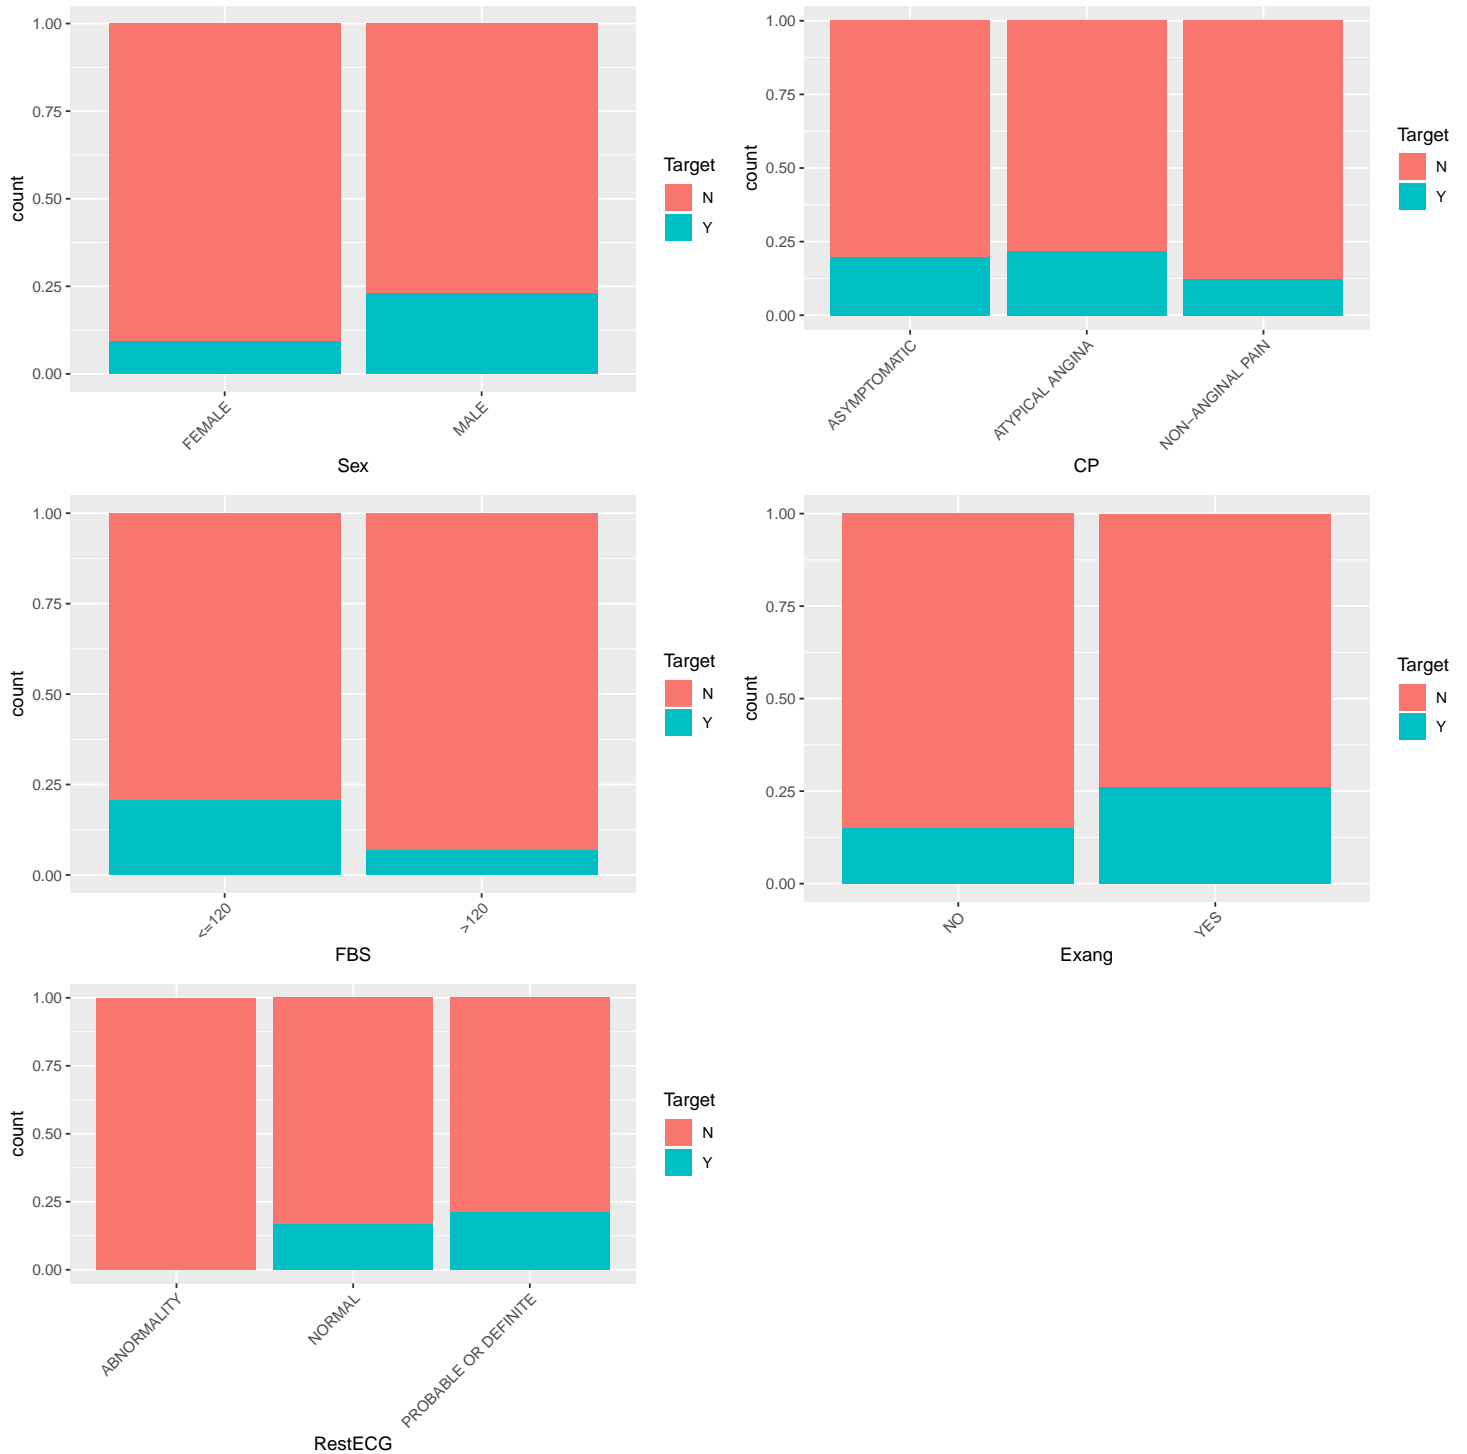 1.00
0.75
0.50
0.25
0.00
count
FEMALE
MALE
Sex
Target
N
Y
1.00
0.75
0.50
0.25
0.00
count
ASYMPTOMATIC
ATYPICAL ANGINA
NON−ANGINAL PAIN
CP
Target
N
Y
1.00
0.75
0.50
0.25
0.00
count
<=120
>120
FBS
Target
N
Y
1.00
0.75
0.50
0.25
0.00
count
NO
YES
Exang
Target
N
Y
1.00
0.75
0.50
0.25
0.00
count
ABNORMALITY
NORMAL
PROBABLE OR DEFINITE
RestECG
Target
N
Y